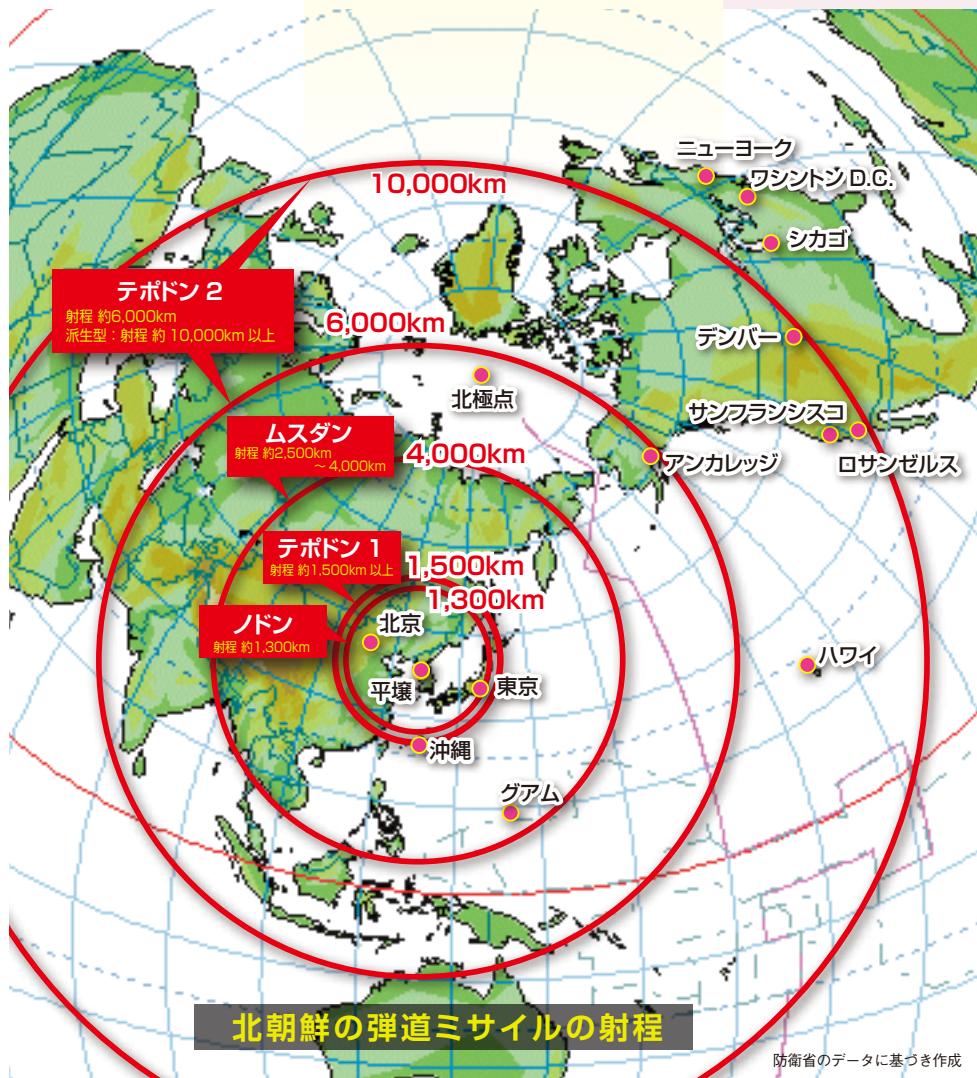 ニューヨーク
10,000km
ワシントン D.C.
シカゴ
テポドン 2
射程 約6,000km
派生型：射程 約 10,000km 以上
6,000km
デンバー
北極点
サンフランシスコ
ムスダン
射程 約2,500km
～ 4,000km
4,000km
アンカレッジ
ロサンゼルス
テポドン 1
射程 約1,500km 以上
1,500km
1,300km
ノドン
射程 約1,300km
北京
ハワイ
平壌
東京
沖縄
グアム
北朝鮮の弾道ミサイルの射程
防衛省のデータに基づき作成